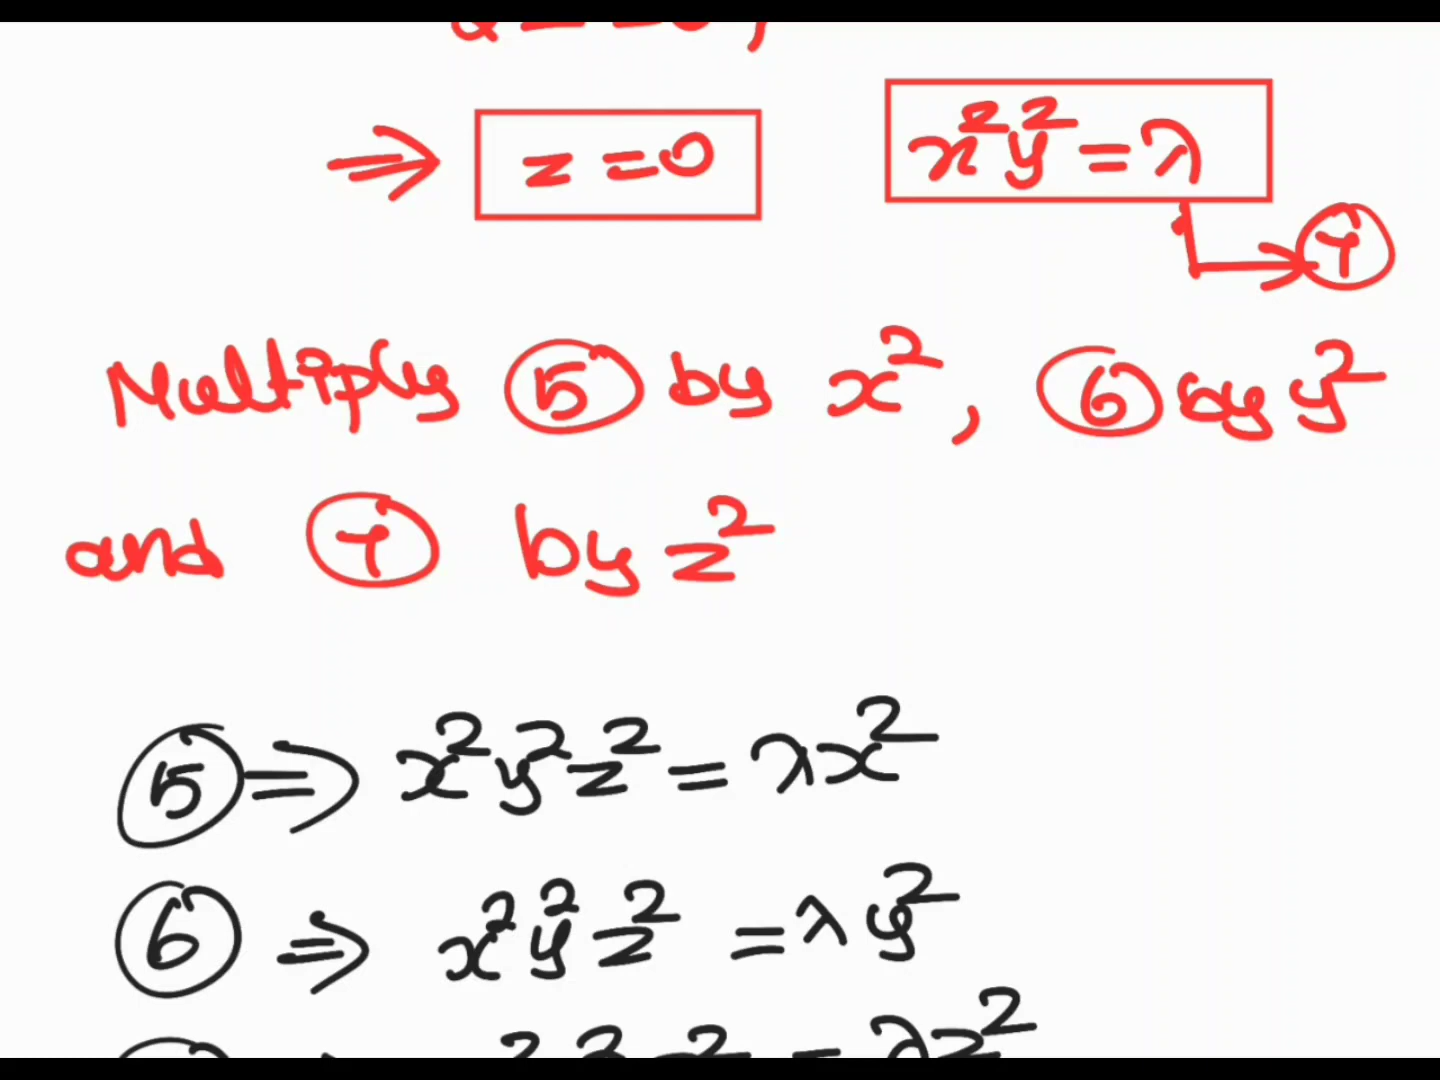 ⇒ z = 0 x²y² = λ
→ 7
Multiply 5 by x², 6 by y²
and 7 by z²
5 ⇒ x²y²z² = λx²
6 ⇒ x²y²z² = λy²